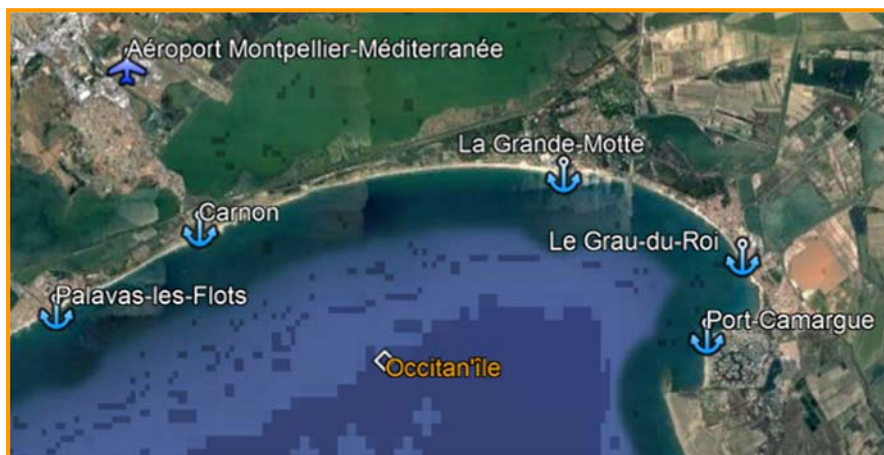 Aéroport Montpellier-Méditerranée
La Grande-Motte
Carnon
Le Grau-du-Roi
Palavas-les-Flots
Port-Camargue
Occitan'île